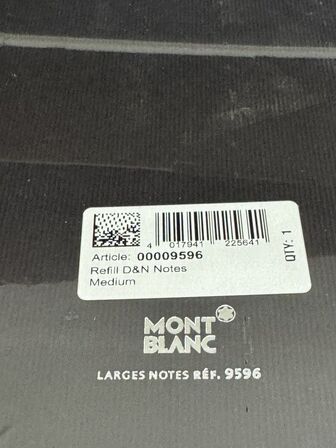 4 017941 225641
QTY: 1
Article: 00009596
Refill D&N Notes
Medium
MONT
BLANC
LARGES NOTES RÉF. 9596